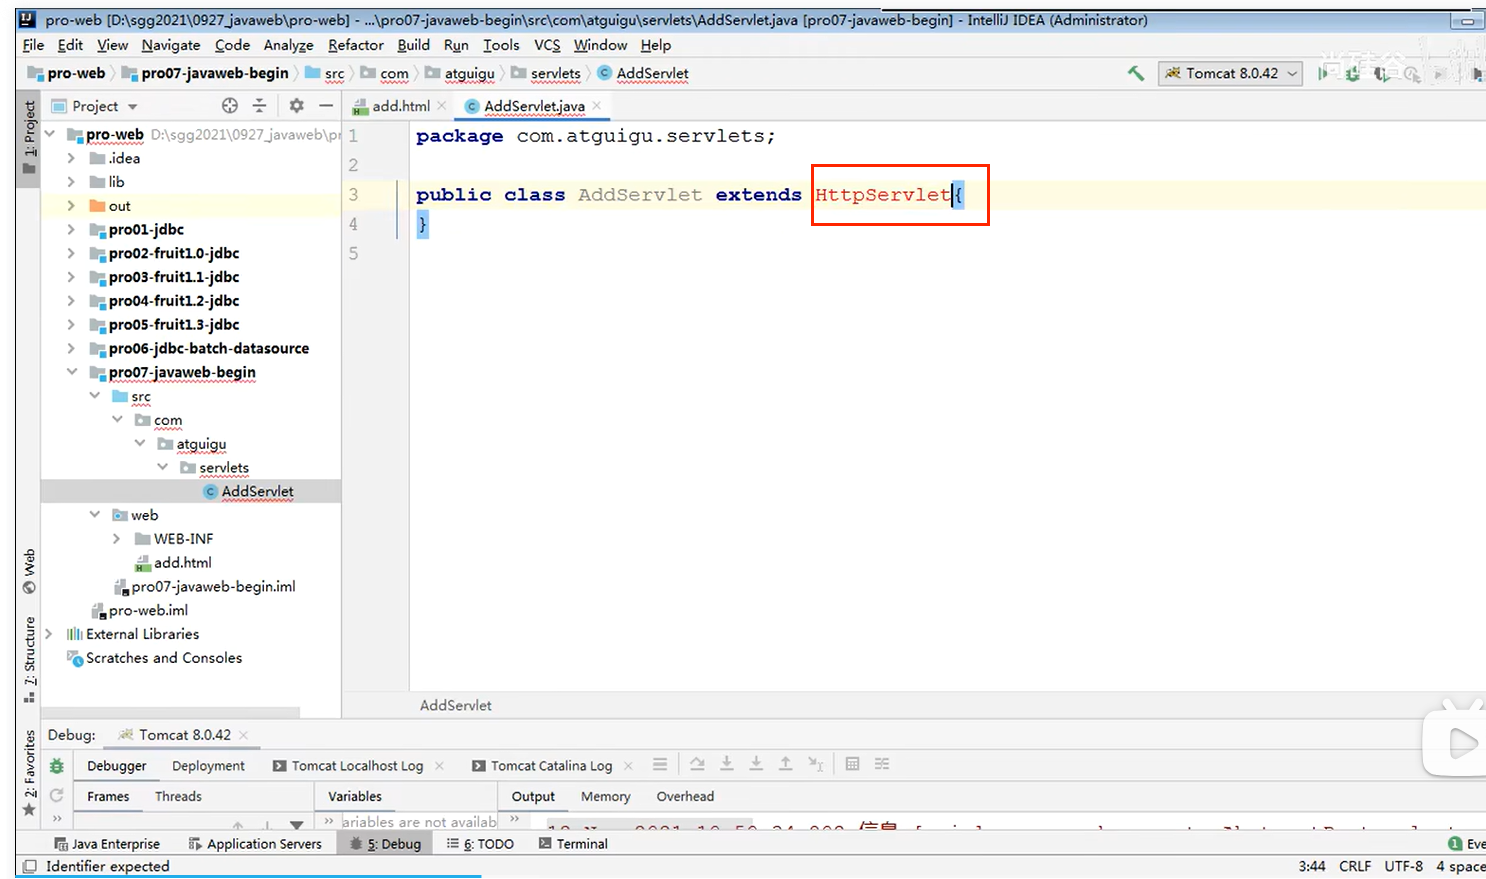 pro-web [D:\sgg2021\0927_javaweb\pro-web] - ...\pro07-javaweb-begin\src\com\atguigu\servlets\AddServlet.java [pro07-javaweb-begin] - IntelliJ IDEA (Administrator)
File Edit View Navigate Code Analyze Refactor Build Run Tools VCS Window Help
pro-web pro07-javaweb-begin src com atguigu servlets AddServlet Tomcat 8.0.42 尚硅谷
1: Project
Project
add.html AddServlet.java
pro-web D:\sgg2021\0927_javaweb\pr
.idea
lib
out
pro01-jdbc
pro02-fruit1.0-jdbc
pro03-fruit1.1-jdbc
pro04-fruit1.2-jdbc
pro05-fruit1.3-jdbc
pro06-jdbc-batch-datasource
pro07-javaweb-begin
src
com
atguigu
servlets
AddServlet
web
WEB-INF
add.html
pro07-javaweb-begin.iml
pro-web.iml
External Libraries
Scratches and Consoles
1 package com.atguigu.servlets;
2
3 public class AddServlet extends HttpServlet{
4 }
5
AddServlet
Web
7: Structure
2: Favorites
Debug: Tomcat 8.0.42
Debugger Deployment Tomcat Localhost Log Tomcat Catalina Log
Frames Threads Variables Output Memory Overhead
ariables are not availab
Java Enterprise Application Servers 5: Debug 6: TODO Terminal 1 Eve
Identifier expected 3:44 CRLF UTF-8 4 space